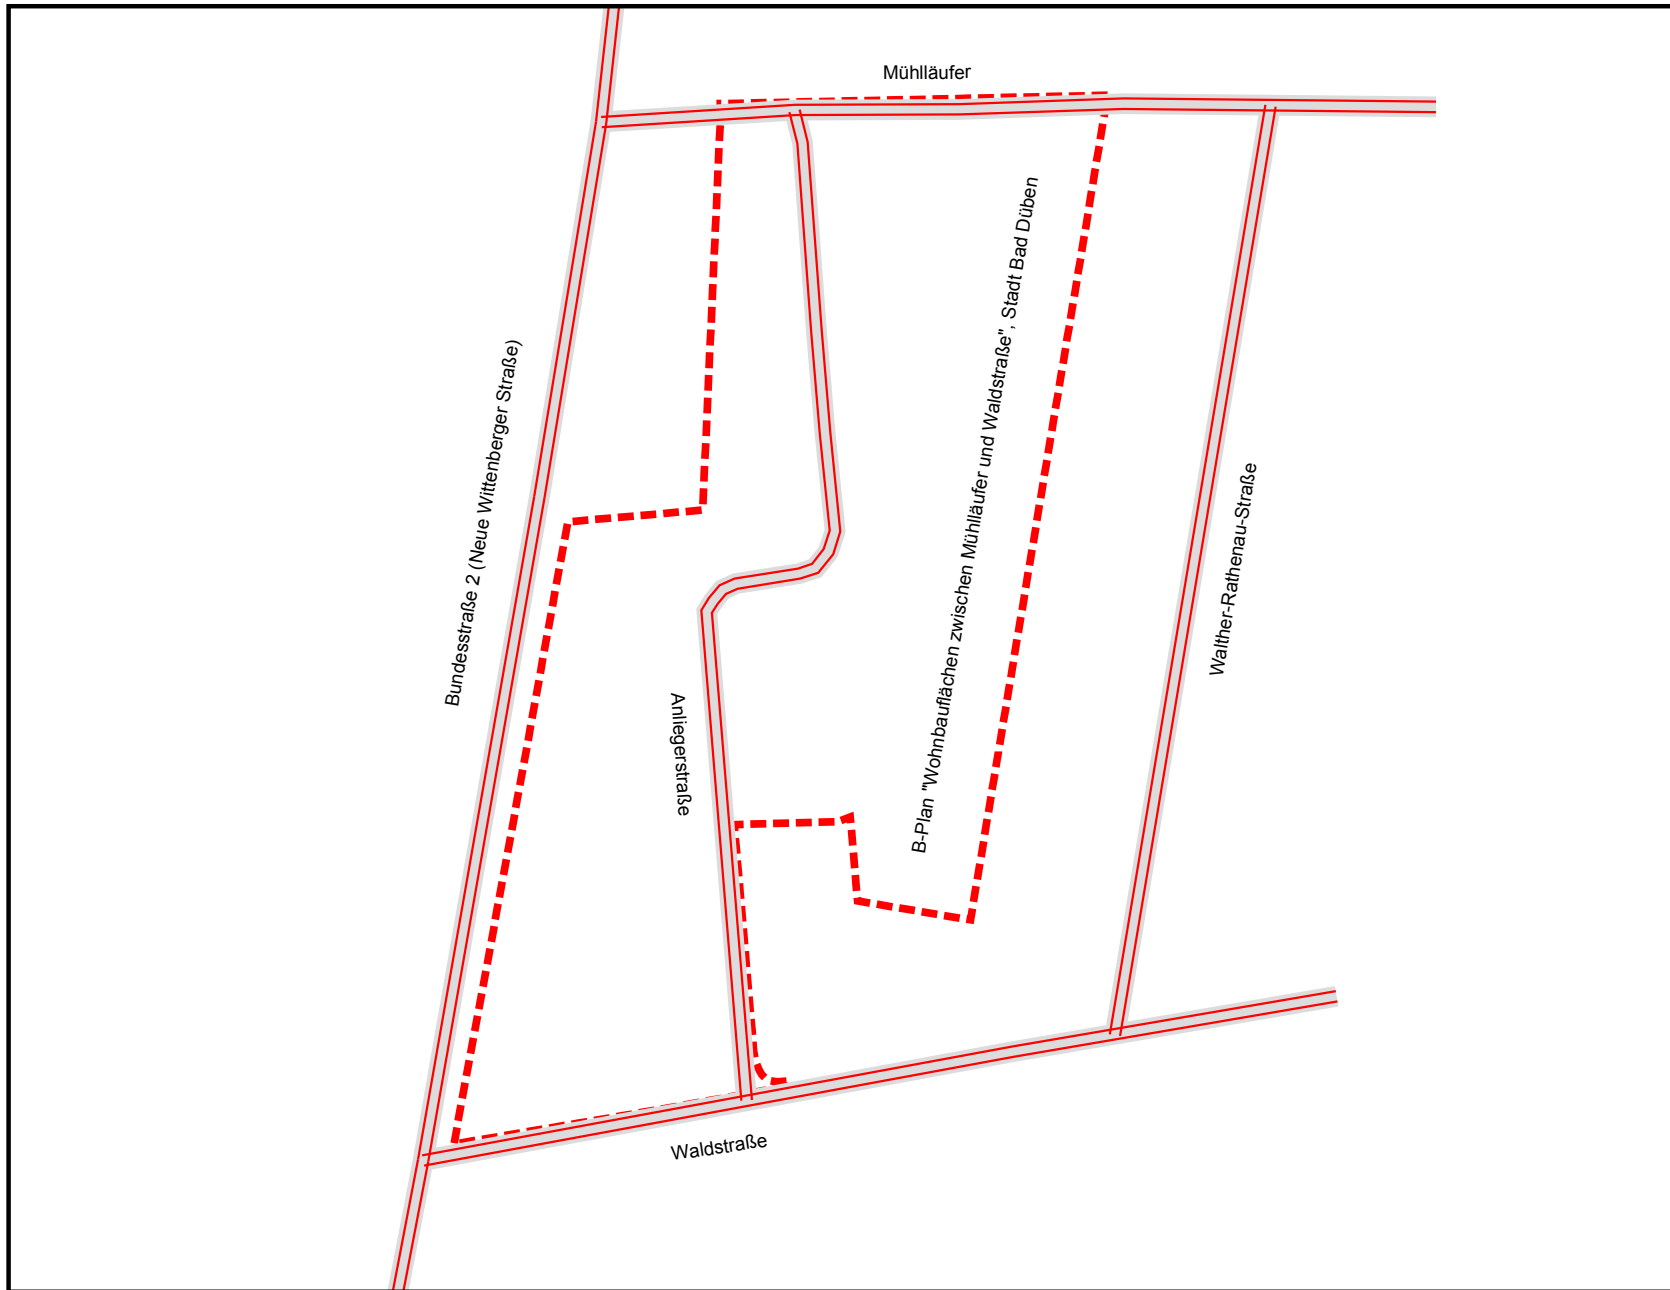 Mühlläufer
B-Plan "Wohnbauflächen zwischen Mühlläufer und Waldstraße", Stadt Bad Düben
Bundesstraße 2 (Neue Wittenberger Straße)
Walther-Rathenau-Straße
Anliegerstraße
Waldstraße